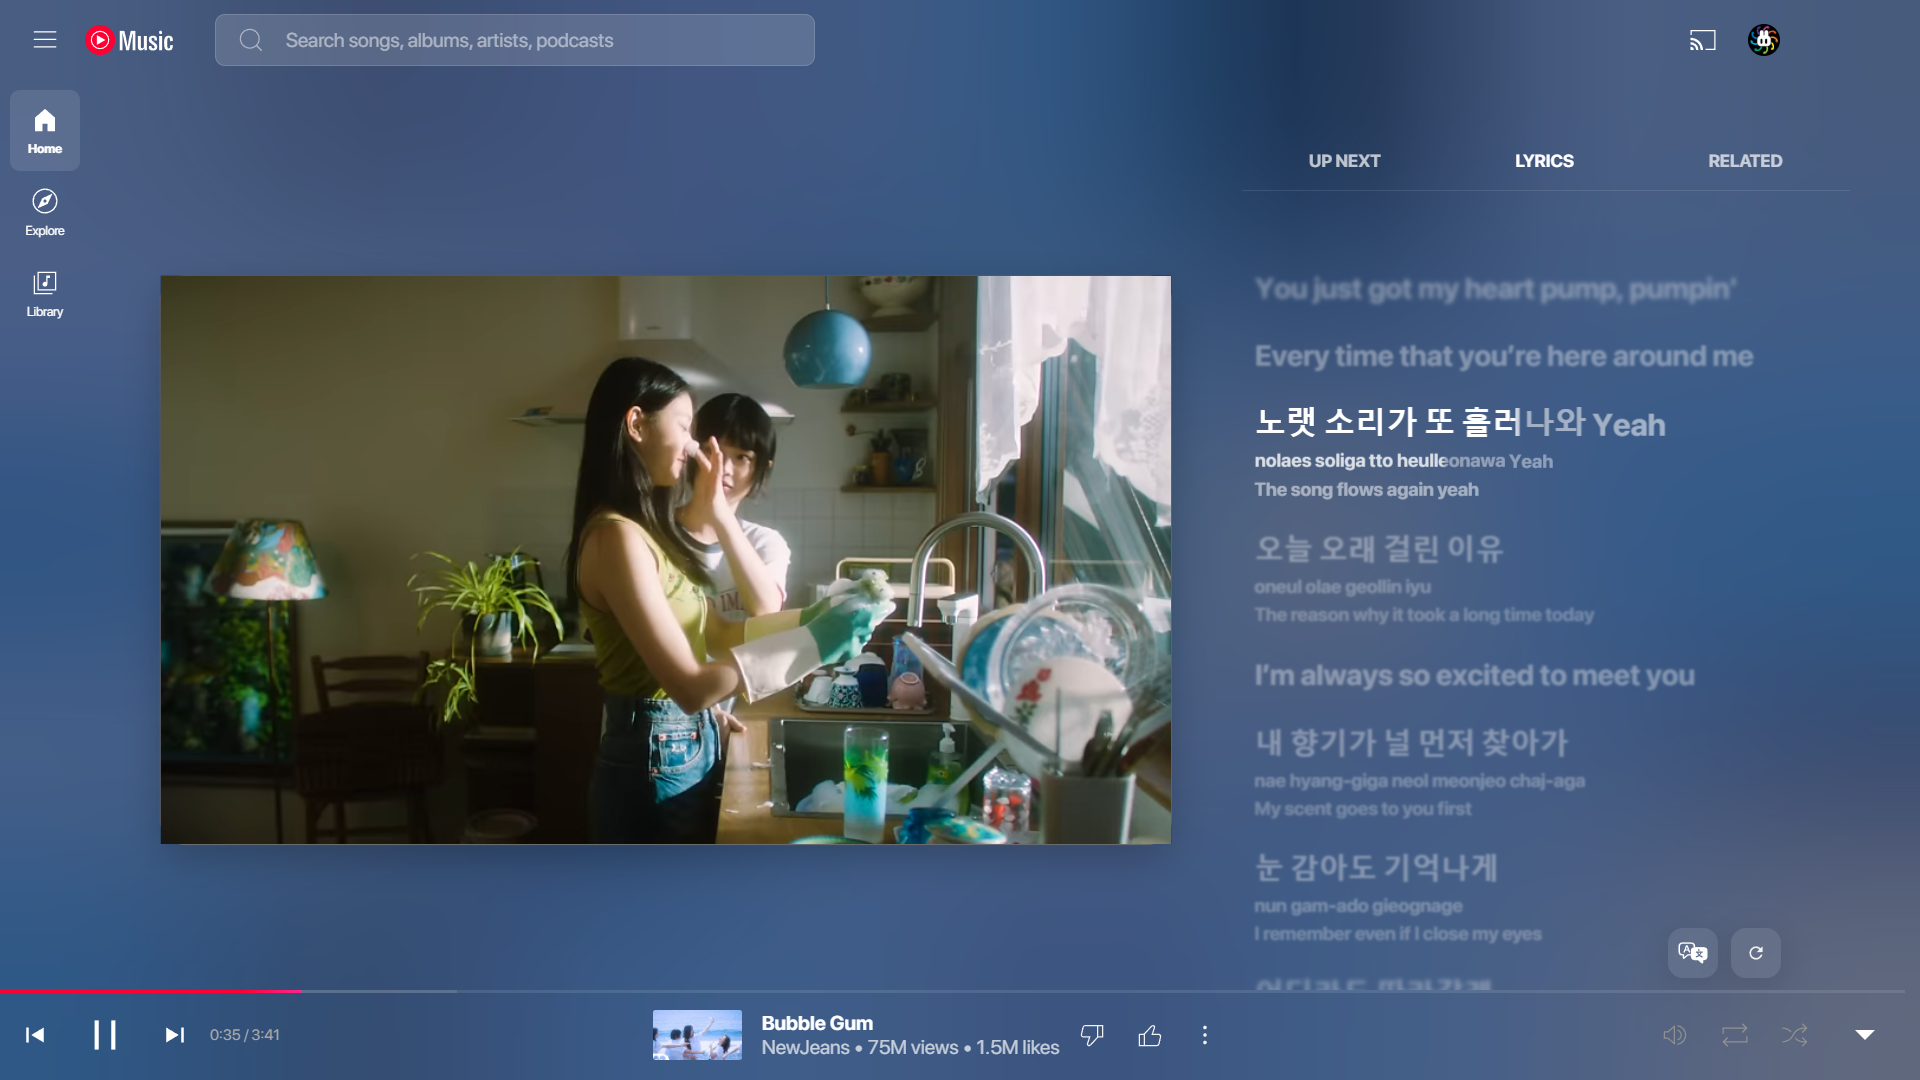 Music
Search songs, albums, artists, podcasts
Home
Explore
Library
UP NEXT
LYRICS
RELATED
You just got my heart pump, pumpin'
Every time that you’re here around me
노랫 소리가 또 흘러나와 Yeah
nolaes soliga tto heulleonawa Yeah
The song flows again yeah
오늘 오래 걸린 이유
oneul olae geollin iyu
The reason why it took a long time today
I’m always so excited to meet you
내 향기가 널 먼저 찾아가
nae hyang-giga neol meonjeo chaj-aga
My scent goes to you first
눈 감아도 기억나게
nun gam-ado gieognage
I remember even if I close my eyes
0:35 / 3:41
Bubble Gum
NewJeans • 75M views • 1.5M likes